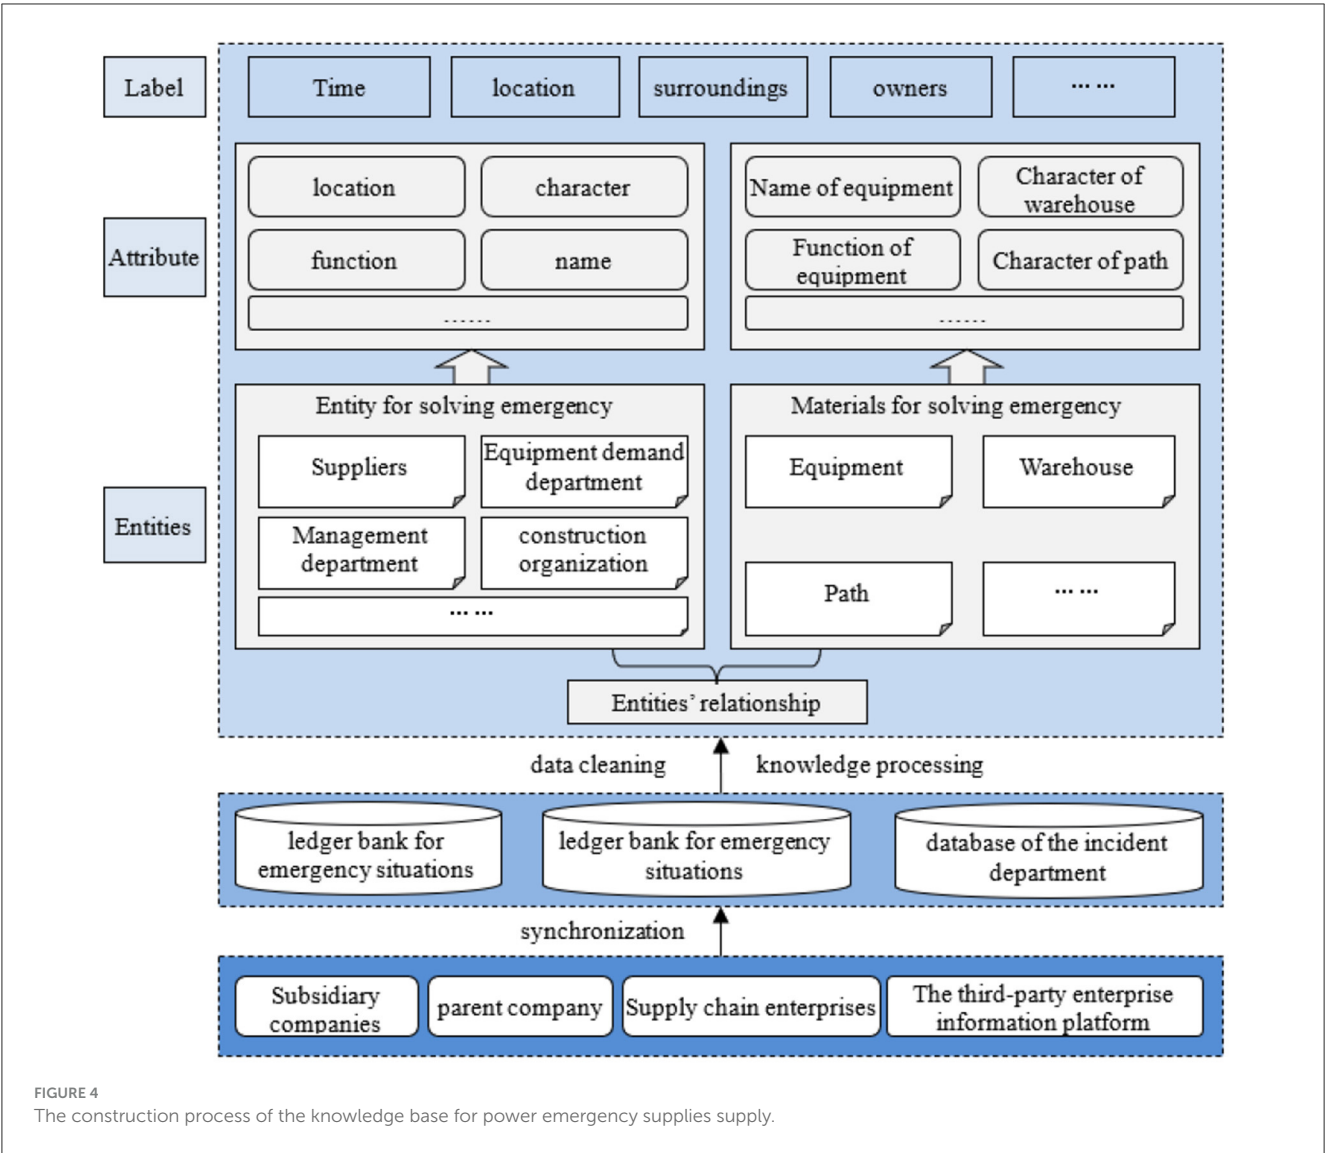 Label
Time
location
surroundings
owners
... ...
Attribute
location
character
function
name
......
Name of equipment
Character of
warehouse
Function of
equipment
Character of path
......
Entities
Entity for solving emergency
Suppliers
Equipment demand
department
Management
department
construction
organization
... ...
Materials for solving emergency
Equipment
Warehouse
Path
... ...
Entities’ relationship
data cleaning
knowledge processing
ledger bank for
emergency situations
ledger bank for emergency
situations
database of the incident
department
synchronization
Subsidiary
companies
parent company
Supply chain enterprises
The third-party enterprise
information platform
FIGURE 4
The construction process of the knowledge base for power emergency supplies supply.